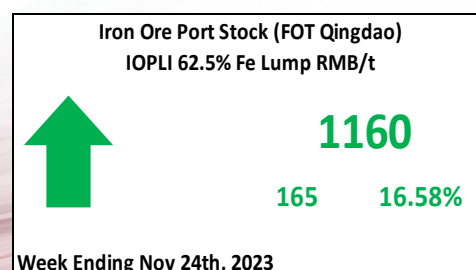 Iron Ore Port Stock (FOT Qingdao)
IOPLI 62.5% Fe Lump RMB/t
1160
165 16.58%
Week Ending Nov 24th, 2023